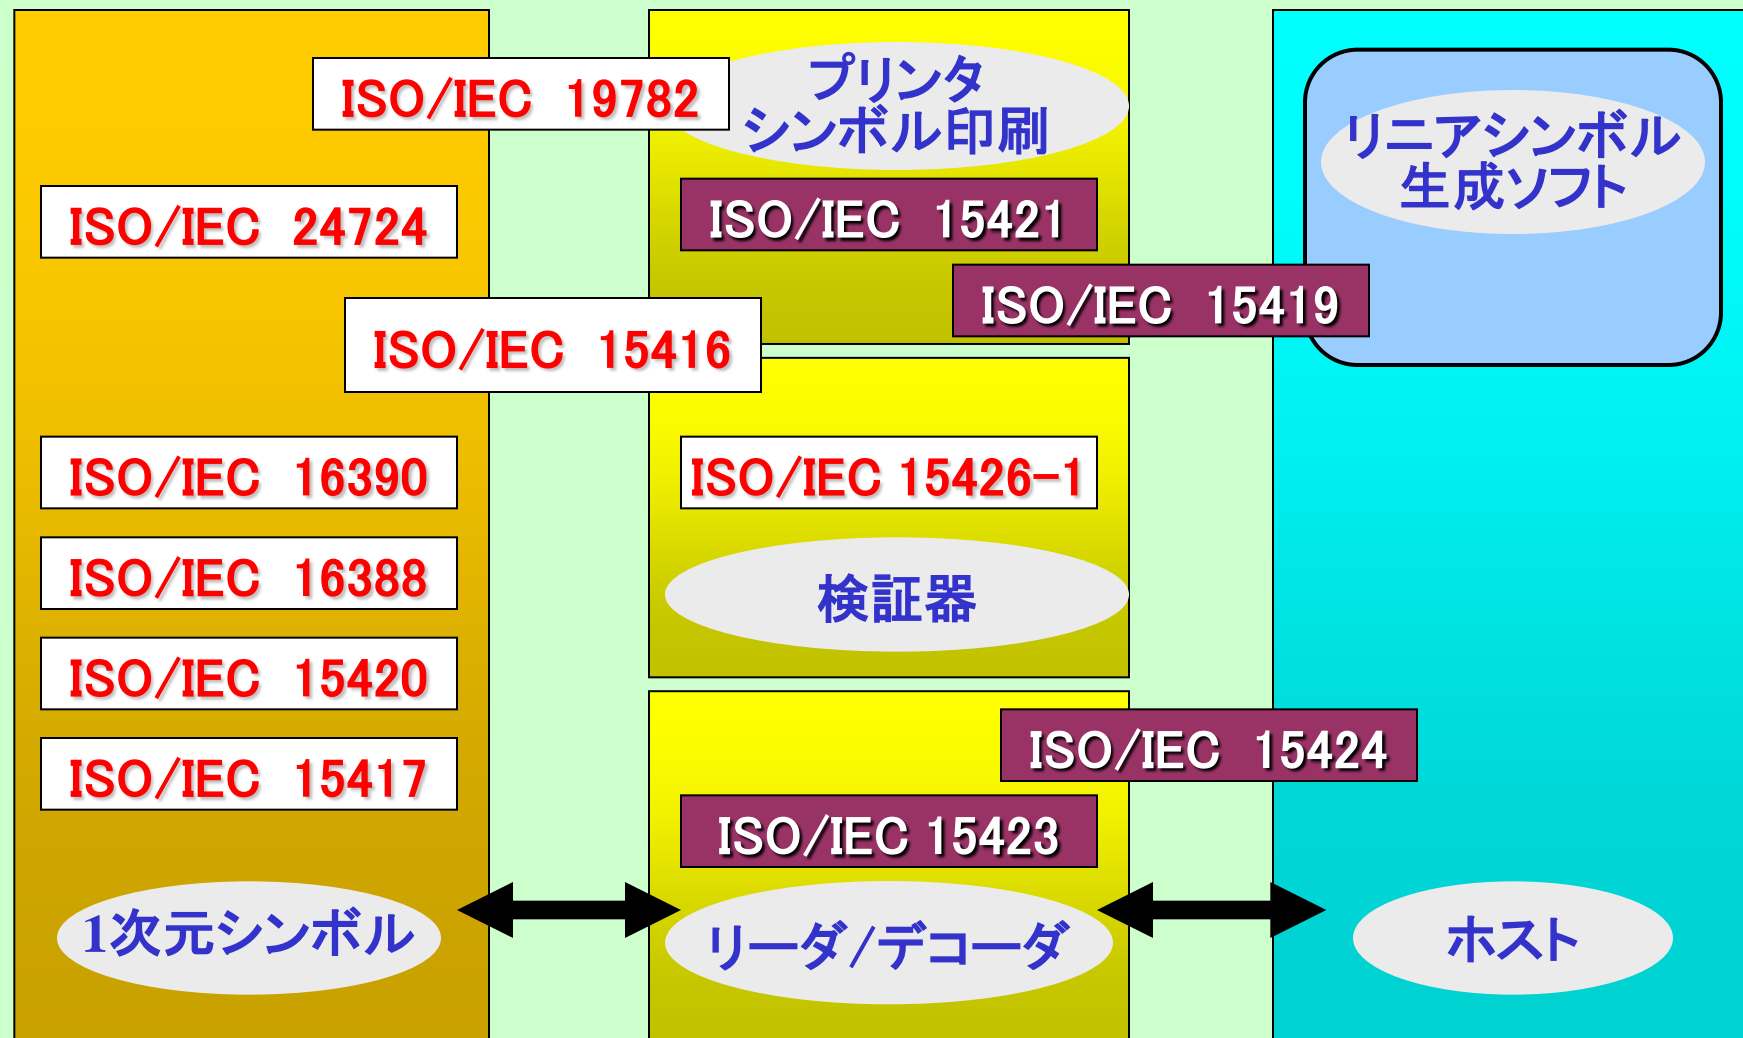 ISO/IEC 19782
プリンタ
シンボル印刷
リニアシンボル
生成ソフト
ISO/IEC 24724
ISO/IEC 15421
ISO/IEC 15419
ISO/IEC 15416
ISO/IEC 16390
ISO/IEC 15426-1
ISO/IEC 16388
検証器
ISO/IEC 15420
ISO/IEC 15424
ISO/IEC 15417
ISO/IEC 15423
1次元シンボル
リーダ/デコーダ
ホスト